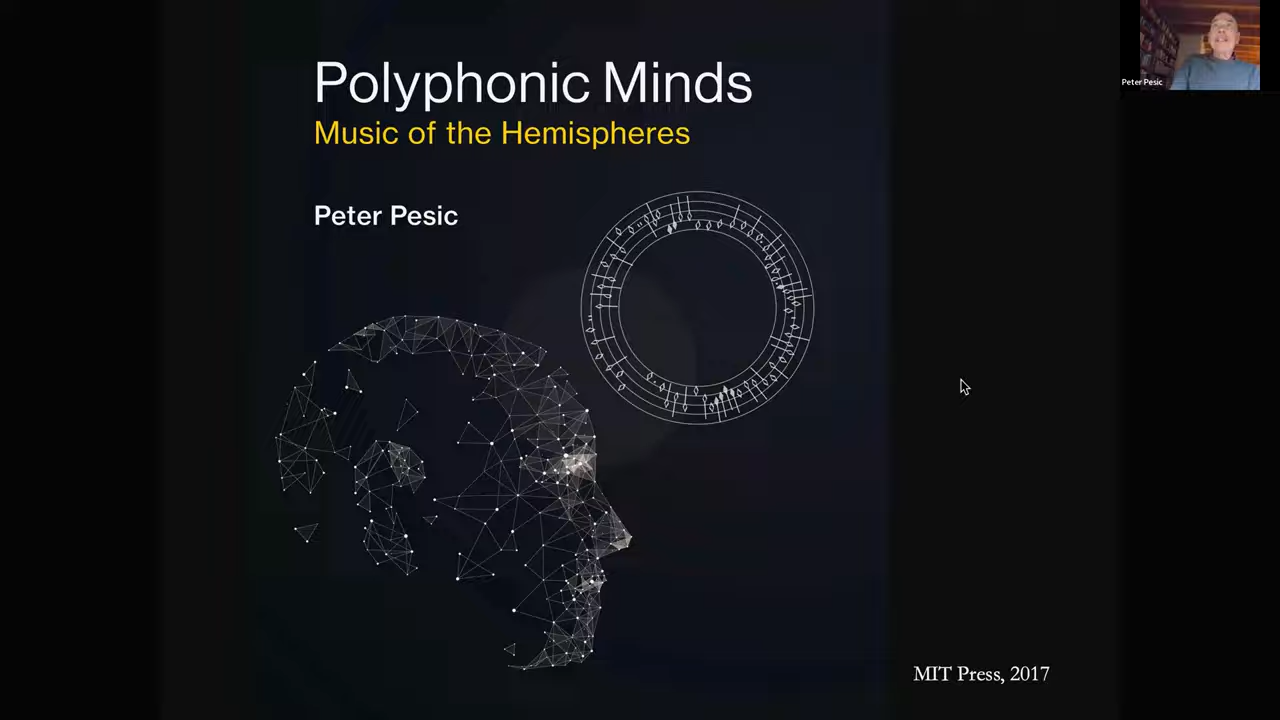 Polyphonic Minds
Music of the Hemispheres
Peter Pesic
MIT Press, 2017
Peter Pesic